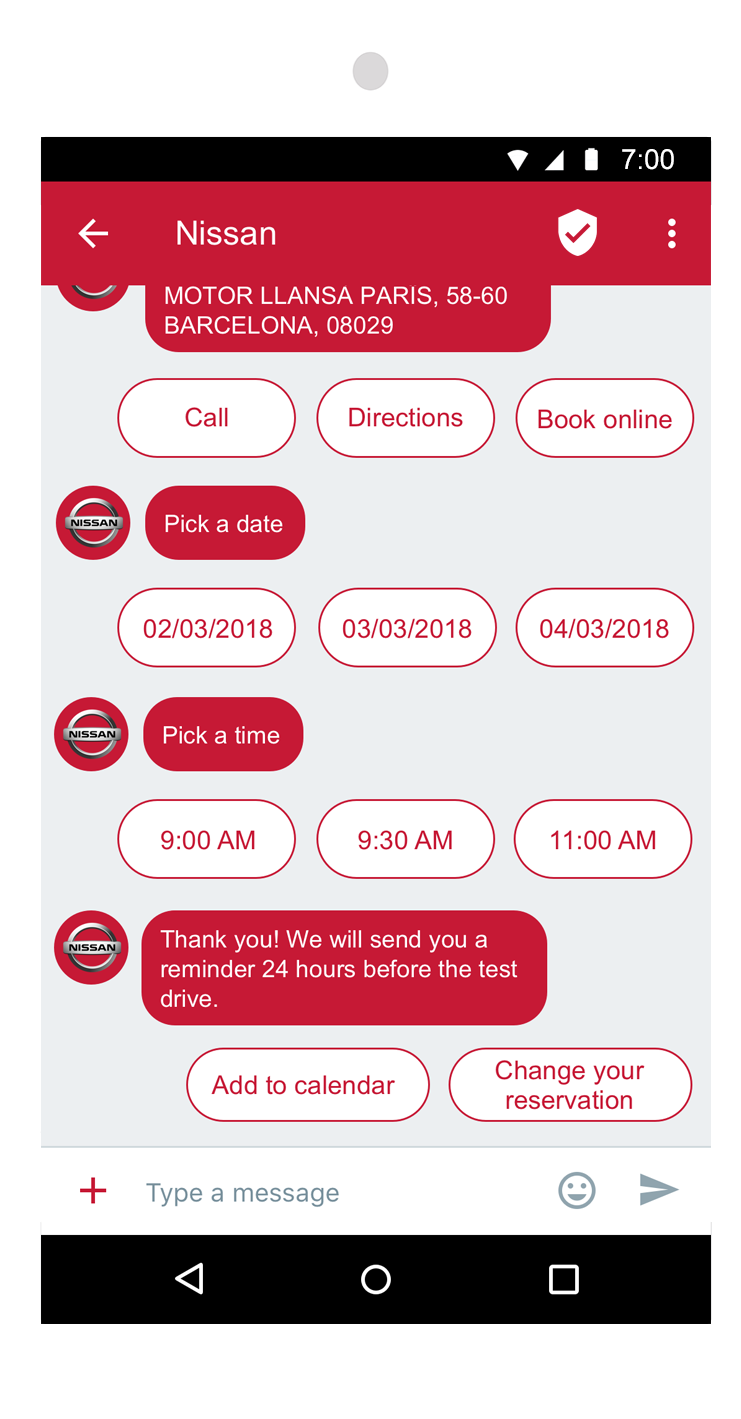 7:00
Nissan
MOTOR LLANSA PARIS, 58-60
BARCELONA, 08029
Call
Directions
Book online
NISSAN
Pick a date
02/03/2018
03/03/2018
04/03/2018
NISSAN
Pick a time
9:00 AM
9:30 AM
11:00 AM
NISSAN
Thank you! We will send you a
reminder 24 hours before the test
drive.
Add to calendar
Change your
reservation
Type a message